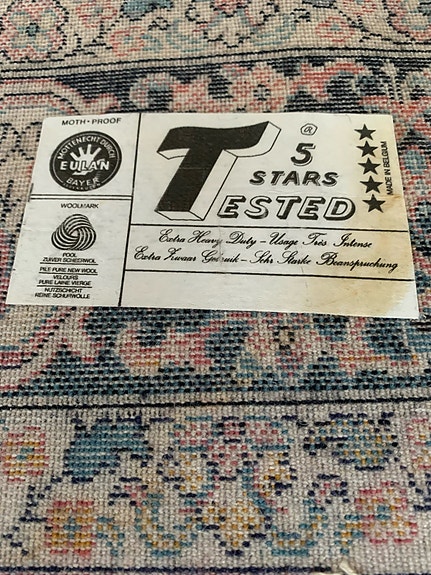 MOTH-PROOF
MOTTENECHT DURCH
EULAN
BAYER
WOOLMARK
POOL
ZUIVER SCHEERWOL
PILE PURE NEW WOOL
VELOURS
PURE LAINE VIERGE
NUTZSCHICHT
REINE SCHURWOLLE
TESTED
®
5
STARS
MADE IN BELGIUM
Extra Heavy Duty - Usage Très Intense
Extra Zwaar Gebruik - Sehr Starke Beanspruchung